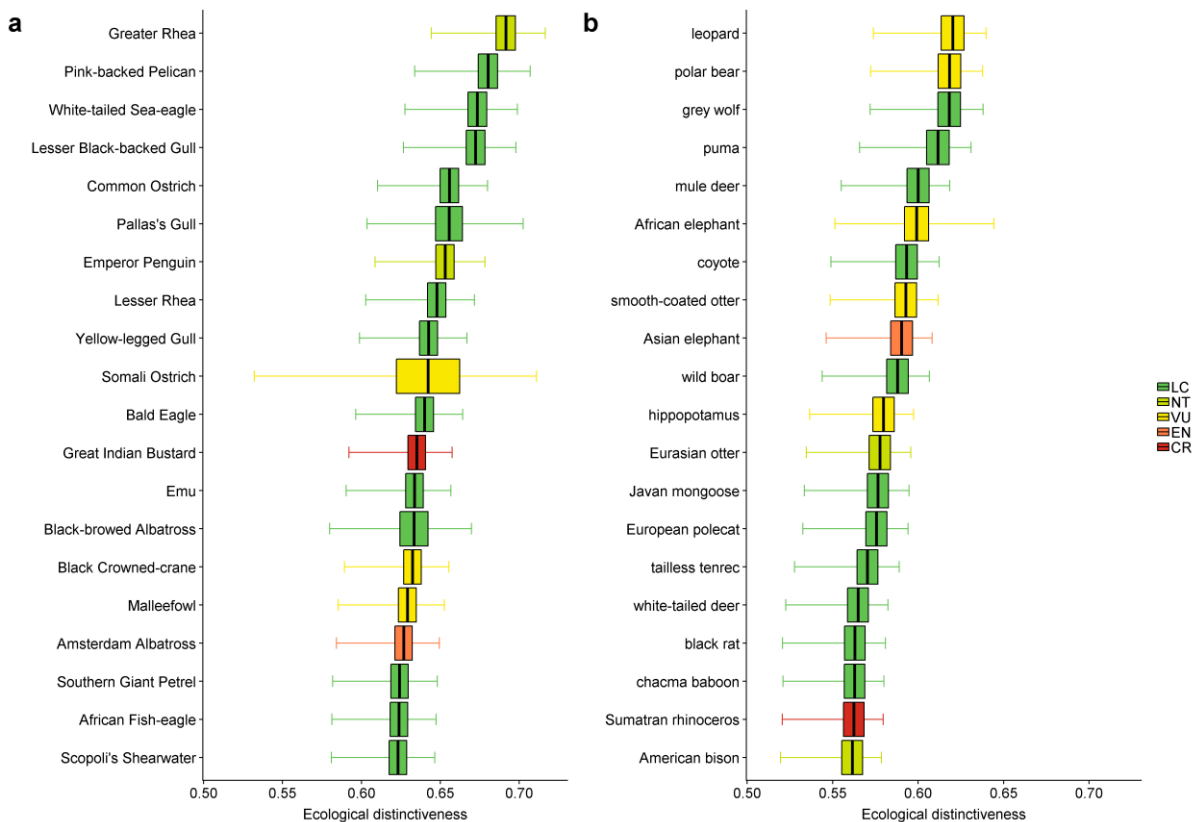 a
Greater Rhea
Pink-backed Pelican
White-tailed Sea-eagle
Lesser Black-backed Gull
Common Ostrich
Pallas's Gull
Emperor Penguin
Lesser Rhea
Yellow-legged Gull
Somali Ostrich
Bald Eagle
Great Indian Bustard
Emu
Black-browed Albatross
Black Crowned-crane
Malleefowl
Amsterdam Albatross
Southern Giant Petrel
African Fish-eagle
Scopoli's Shearwater
0.50 0.55 0.60 0.65 0.70
Ecological distinctiveness
b
leopard
polar bear
grey wolf
puma
mule deer
African elephant
coyote
smooth-coated otter
Asian elephant
wild boar
hippopotamus
Eurasian otter
Javan mongoose
European polecat
tailless tenrec
white-tailed deer
black rat
chacma baboon
Sumatran rhinoceros
American bison
0.50 0.55 0.60 0.65 0.70
Ecological distinctiveness
LC
NT
VU
EN
CR